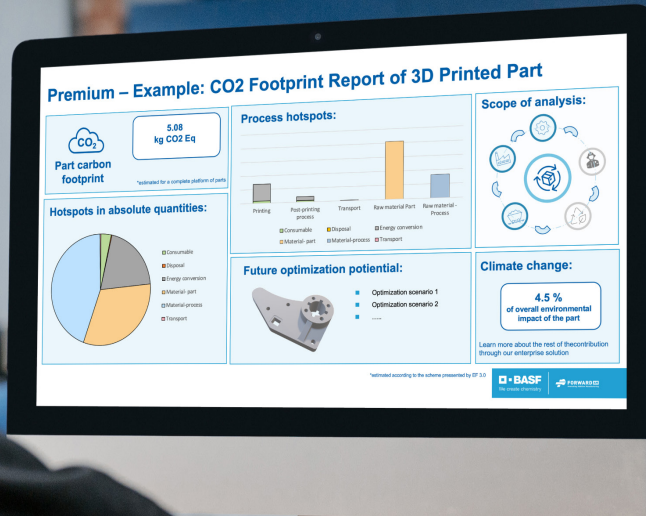 Premium – Example: CO2 Footprint Report of 3D Printed Part
CO2
Part carbon
footprint
5.08
kg CO2 Eq
*estimated for a complete platform of parts
Hotspots in absolute quantities:
Consumable
Disposal
Energy conversion
Material- part
Material-process
Transport
Process hotspots:
Printing
Post-printing
process
Transport
Raw material Part
Raw material -
Process
Consumable
Disposal
Energy conversion
Material- part
Material-process
Transport
Future optimization potiential:
Optimization scenario 1
Optimization scenario 2
......
Scope of analysis:
Climate change:
4.5 %
of overall environmental
impact of the part
Learn more about the rest of thecontribution
through our enterprise solution
*estimated according to the scheme pressented by EF 3.0
BASF
We create chemistry
FORWARD AM